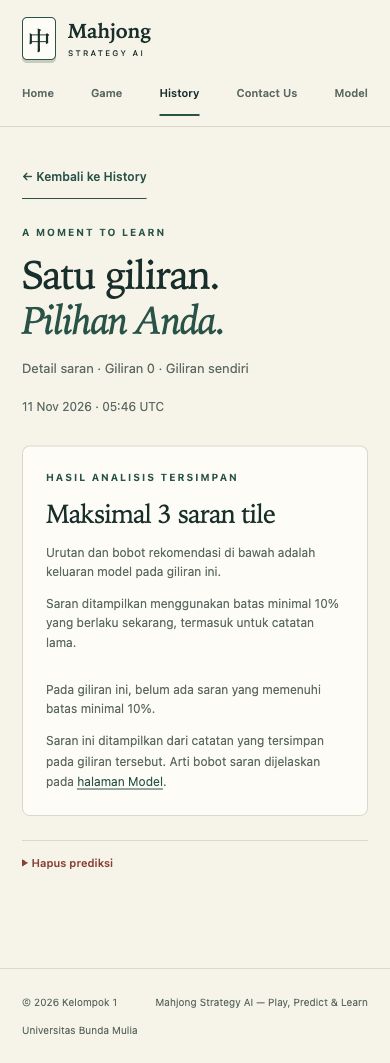 中
Mahjong
STRATEGY AI
Home Game History Contact Us Model
← Kembali ke History
A MOMENT TO LEARN
Satu giliran.
Pilihan Anda.
Detail saran · Giliran 0 · Giliran sendiri
11 Nov 2026 · 05:46 UTC
HASIL ANALISIS TERSIMPAN
Maksimal 3 saran tile
Urutan dan bobot rekomendasi di bawah adalah
keluaran model pada giliran ini.
Saran ditampilkan menggunakan batas minimal 10%
yang berlaku sekarang, termasuk untuk catatan
lama.
Pada giliran ini, belum ada saran yang memenuhi
batas minimal 10%.
Saran ini ditampilkan dari catatan yang tersimpan
pada giliran tersebut. Arti bobot saran dijelaskan
pada halaman Model.
Hapus prediksi
© 2026 Kelompok 1 Mahjong Strategy AI — Play, Predict & Learn
Universitas Bunda Mulia